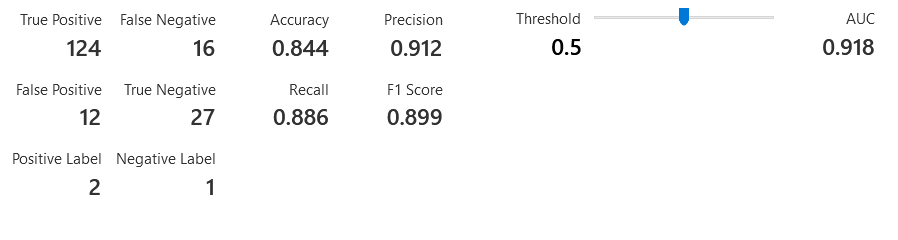 True Positive False Negative Accuracy Precision Threshold AUC
124 16 0.844 0.912 0.5 0.918
False Positive True Negative Recall F1 Score
12 27 0.886 0.899
Positive Label Negative Label
2 1